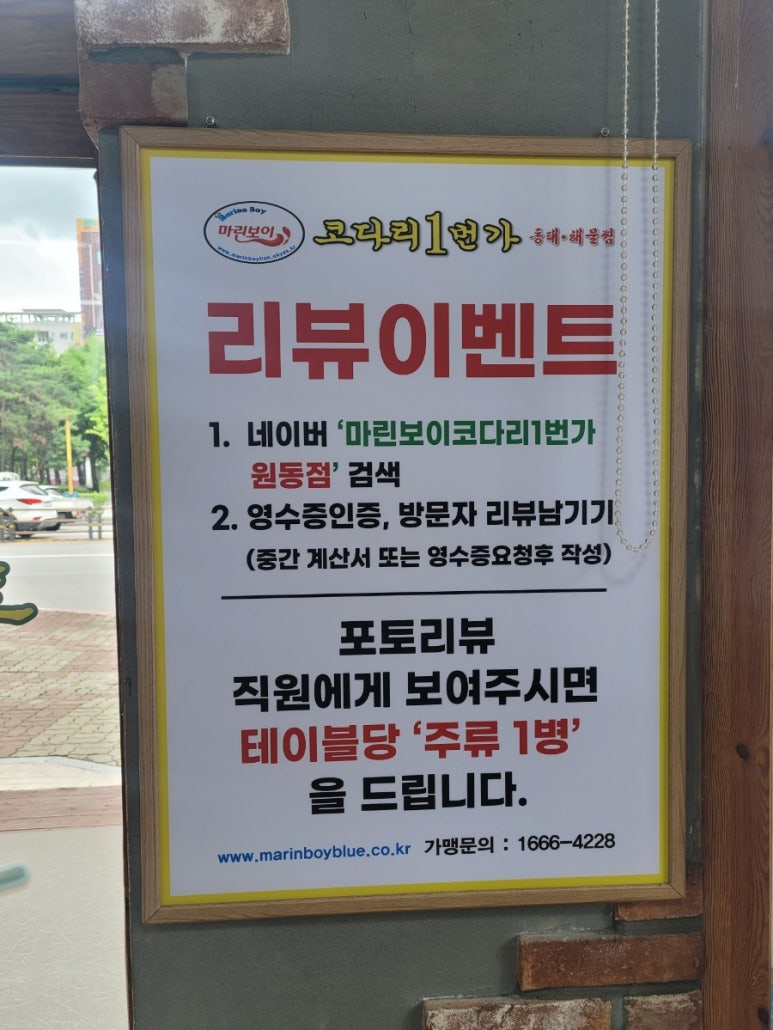 Marine Boy
마린보이
코다리1번가 동태·해물찜
리뷰이벤트
1. 네이버 '마린보이코다리1번가
원동점' 검색
2. 영수증인증, 방문자 리뷰남기기
(중간 계산서 또는 영수증요청후 작성)
포토리뷰
직원에게 보여주시면
테이블당 '주류 1병'
을 드립니다.
www.marinboyblue.co.kr 가맹문의 : 1666-4228